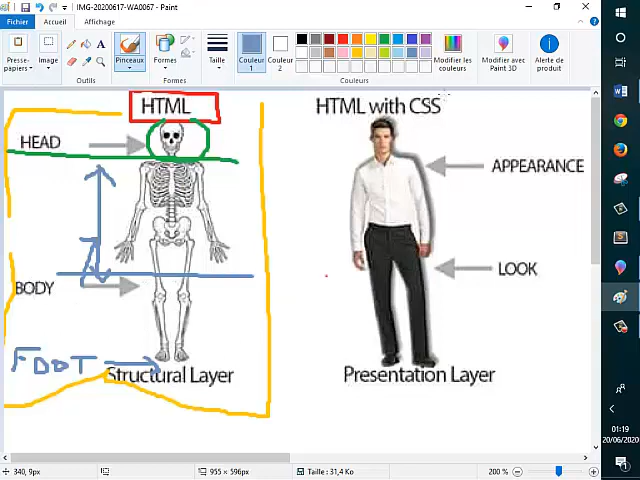 IMG-20200617-WA0067 - Paint
Fichier Accueil Affichage
Presse-papiers
Image
Outils
Pinceaux
Formes
Formes
Taille
Couleur 1
Couleur 2
Couleurs
Modifier les couleurs
Modifier avec Paint 3D
Alerte de produit
HTML
HEAD
BODY
FOOT
Structural Layer
HTML with CSS
APPEARANCE
LOOK
Presentation Layer
340, 9px
955 × 596px
Taille : 31,4 Ko
200 %
01:19
20/06/2020